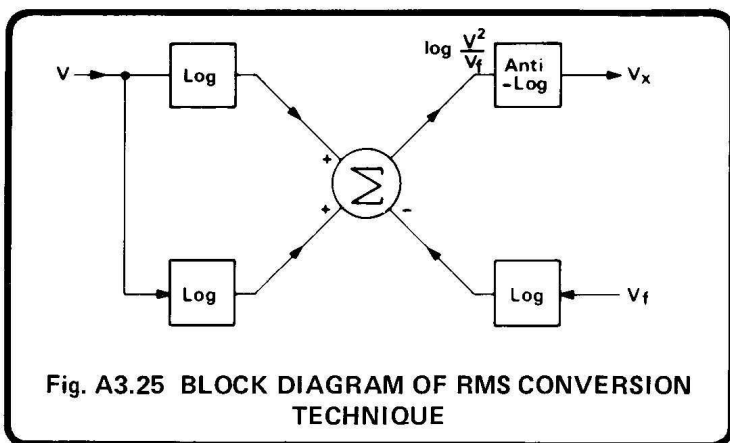 log V²/Vf
V
Log
Anti
-Log
Vx
+
Σ
+
-
Log
Log
Vf
Fig. A3.25 BLOCK DIAGRAM OF RMS CONVERSION
TECHNIQUE